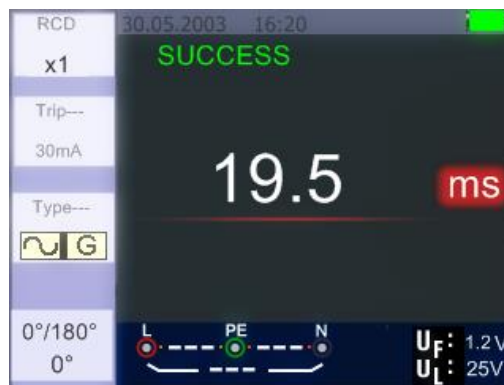 RCD
30.05.2003 16:20
x1
SUCCESS
Trip---
30mA
19.5
ms
Type---
G
0°/180°
0°
L PE N
UF: 1.2V
UL: 25V